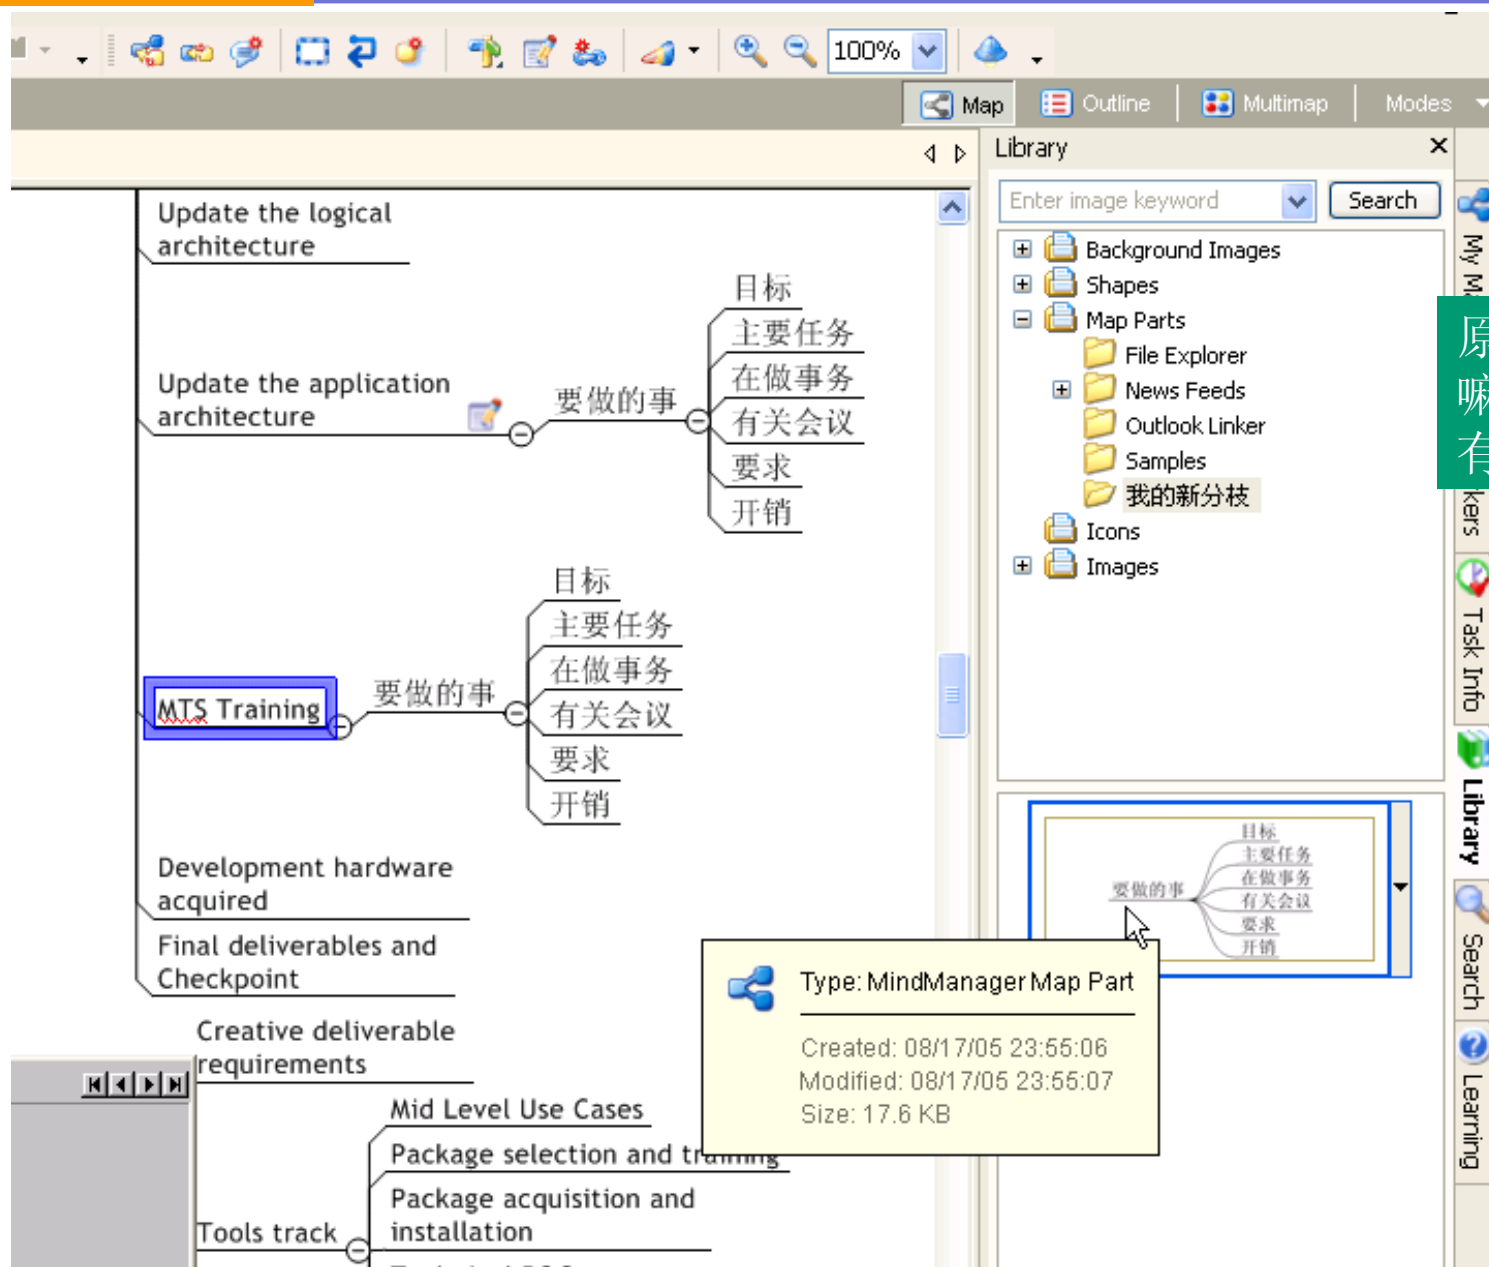 100%
Map
Outline
Multimap
Modes
Library
Enter image keyword
Search
Background Images
Shapes
Map Parts
File Explorer
News Feeds
Outlook Linker
Samples
我的新分枝
Icons
Images
Update the logical
architecture
Update the application
architecture
要做的事
目标
主要任务
在做事务
有关会议
要求
开销
MTS Training
要做的事
目标
主要任务
在做事务
有关会议
要求
开销
Development hardware
acquired
Final deliverables and
Checkpoint
Creative deliverable
requirements
Tools track
Mid Level Use Cases
Package selection and training
Package acquisition and
installation
要做的事
目标
主要任务
在做事务
有关会议
要求
开销
Type: MindManager Map Part
Created: 08/17/05 23:55:06
Modified: 08/17/05 23:55:07
Size: 17.6 KB
My
原
嘛
有
kers
Task Info
Library
Search
Learning